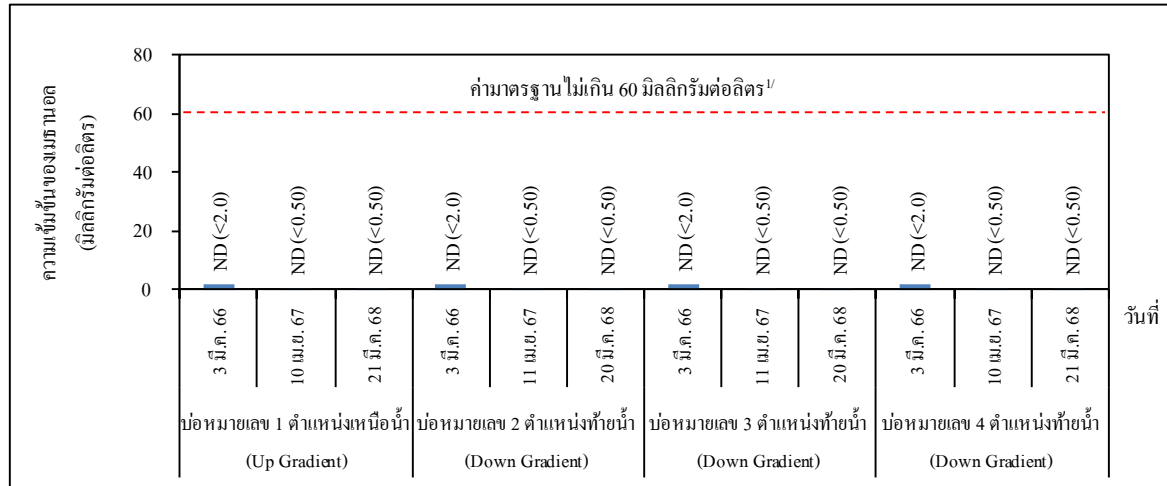 80
ค่ามาตรฐานไม่เกิน 60 มิลลิกรัมต่อลิตร1/
60
40
20
0
ความเข้มข้นของเมธานอล
(มิลลิกรัมต่อลิตร)
ND (<2.0) ND (<0.50) ND (<0.50) ND (<2.0) ND (<0.50) ND (<0.50) ND (<2.0) ND (<0.50) ND (<0.50) ND (<2.0) ND (<0.50) ND (<0.50)
3 มี.ค. 66 10 เม.ย. 67 21 มี.ค. 68 3 มี.ค. 66 11 เม.ย. 67 20 มี.ค. 68 3 มี.ค. 66 11 เม.ย. 67 20 มี.ค. 68 3 มี.ค. 66 10 เม.ย. 67 21 มี.ค. 68
วันที่
บ่อหมายเลข 1 ตำแหน่งเหนือน้ำ บ่อหมายเลข 2 ตำแหน่งท้ายน้ำ บ่อหมายเลข 3 ตำแหน่งท้ายน้ำ บ่อหมายเลข 4 ตำแหน่งท้ายน้ำ
(Up Gradient) (Down Gradient) (Down Gradient) (Down Gradient)